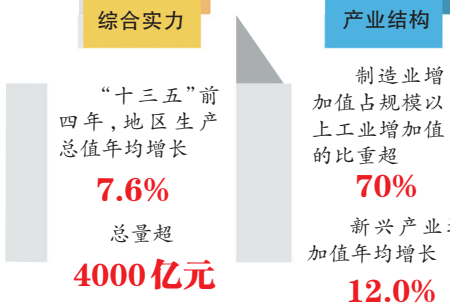 综合实力
“十三五”前
四年，地区生产
总值年均增长
7.6%
总量超
4000亿元
产业结构
制造业增
加值占规模以
上工业增加值
的比重超
70%
新兴产业
加值年均增长
12.0%